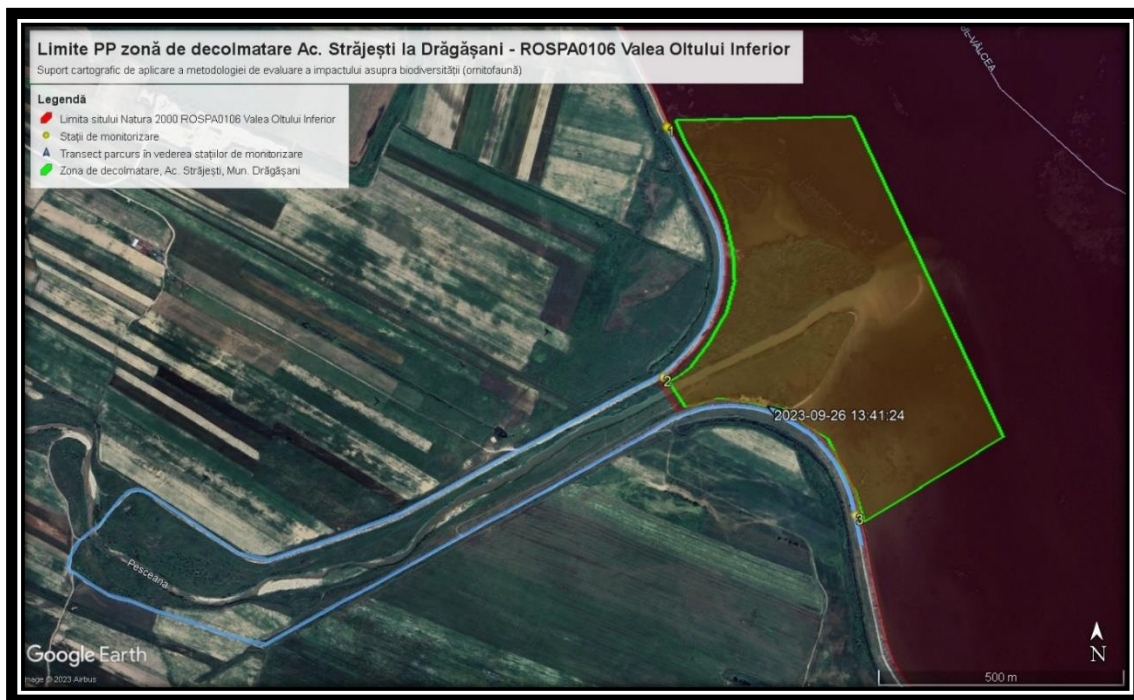 Limite PP zonă de decolmatare Ac. Străjești la Drăgășani - ROSPA0106 Valea Oltului Inferior
Suport cartografic de aplicare a metodologiei de evaluare a impactului asupra biodiversității (ornitofaună)
Legendă
Limita sitului Natura 2000 ROSPA0106 Valea Oltului Inferior
Stații de monitorizare
Transect parcurs în vederea stațiilor de monitorizare
Zona de decolmatare, Ac. Străjești, Mun. Drăgășani
VÂLCEA
1
2
2023-09-26 13:41:24
3
Pesceana
Google Earth
Image © 2023 Airbus
N
500 m